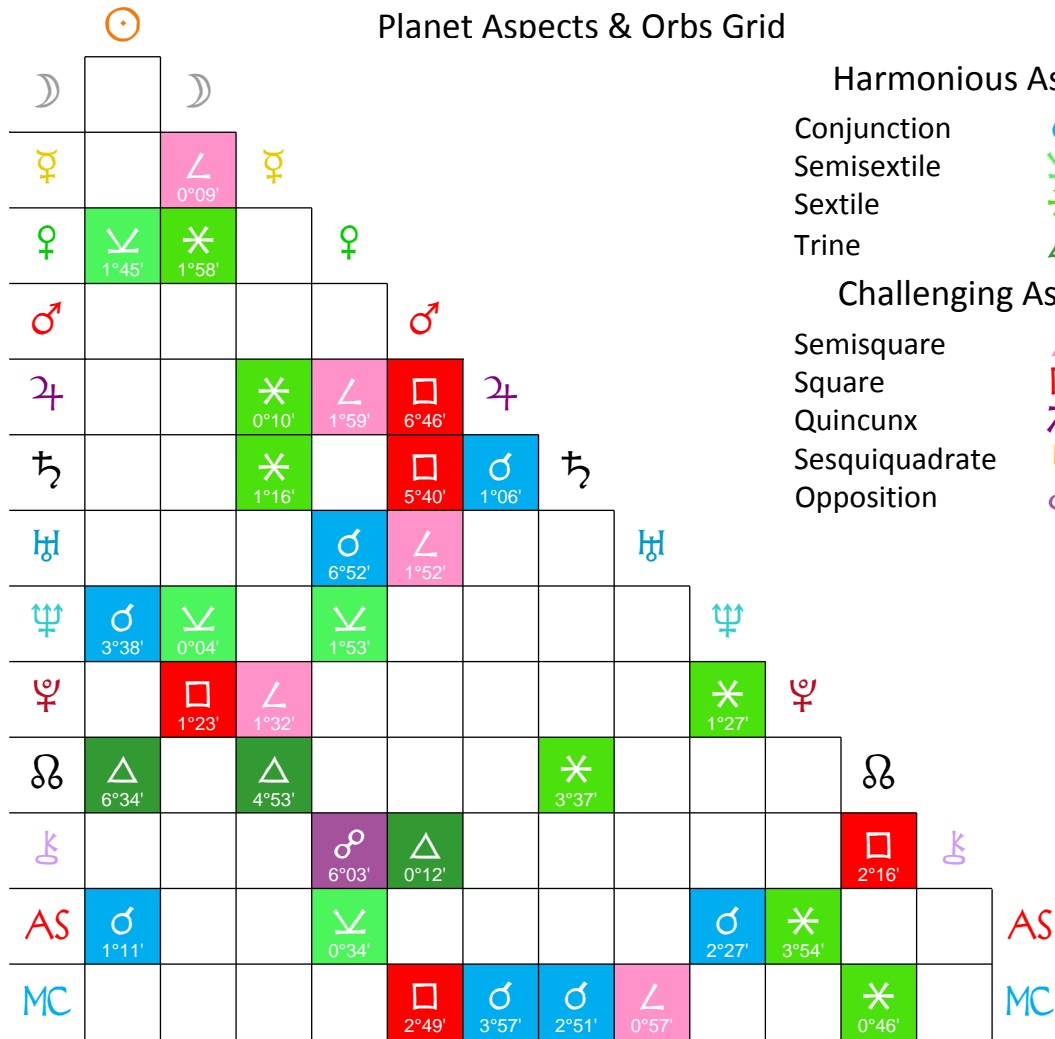 ☉
Planet Aspects & Orbs Grid
Harmonious As
Conjunction ☌
Semisextile ⚺
Sextile ⚹
Trine △
Challenging As
Semisquare ∠
Square □
Quincunx ⚻
Sesquiquadrate
Opposition ☍
☽ ☽
☿ ∠ 0°09' ☿
♀ ⚺ 1°45' ⚹ 1°58' ♀
♂ ♂
♃ ⚹ 0°10' ∠ 1°59' □ 6°46' ♃
♄ ⚹ 1°16' □ 5°40' ☌ 1°06' ♄
♅ ☌ 6°52' ∠ 1°52' ♅
♆ ☌ 3°38' ⚺ 0°04' ⚺ 1°53' ♆
♇ □ 1°23' ∠ 1°32' ⚹ 1°27' ♇
☊ △ 6°34' △ 4°53' ⚹ 3°37' ☊
⚷ ☍ 6°03' △ 0°12' □ 2°16' ⚷
AS ☌ 1°11' ⚺ 0°34' ☌ 2°27' ⚹ 3°54' AS
MC □ 2°49' ☌ 3°57' ☌ 2°51' ∠ 0°57' ⚹ 0°46' MC